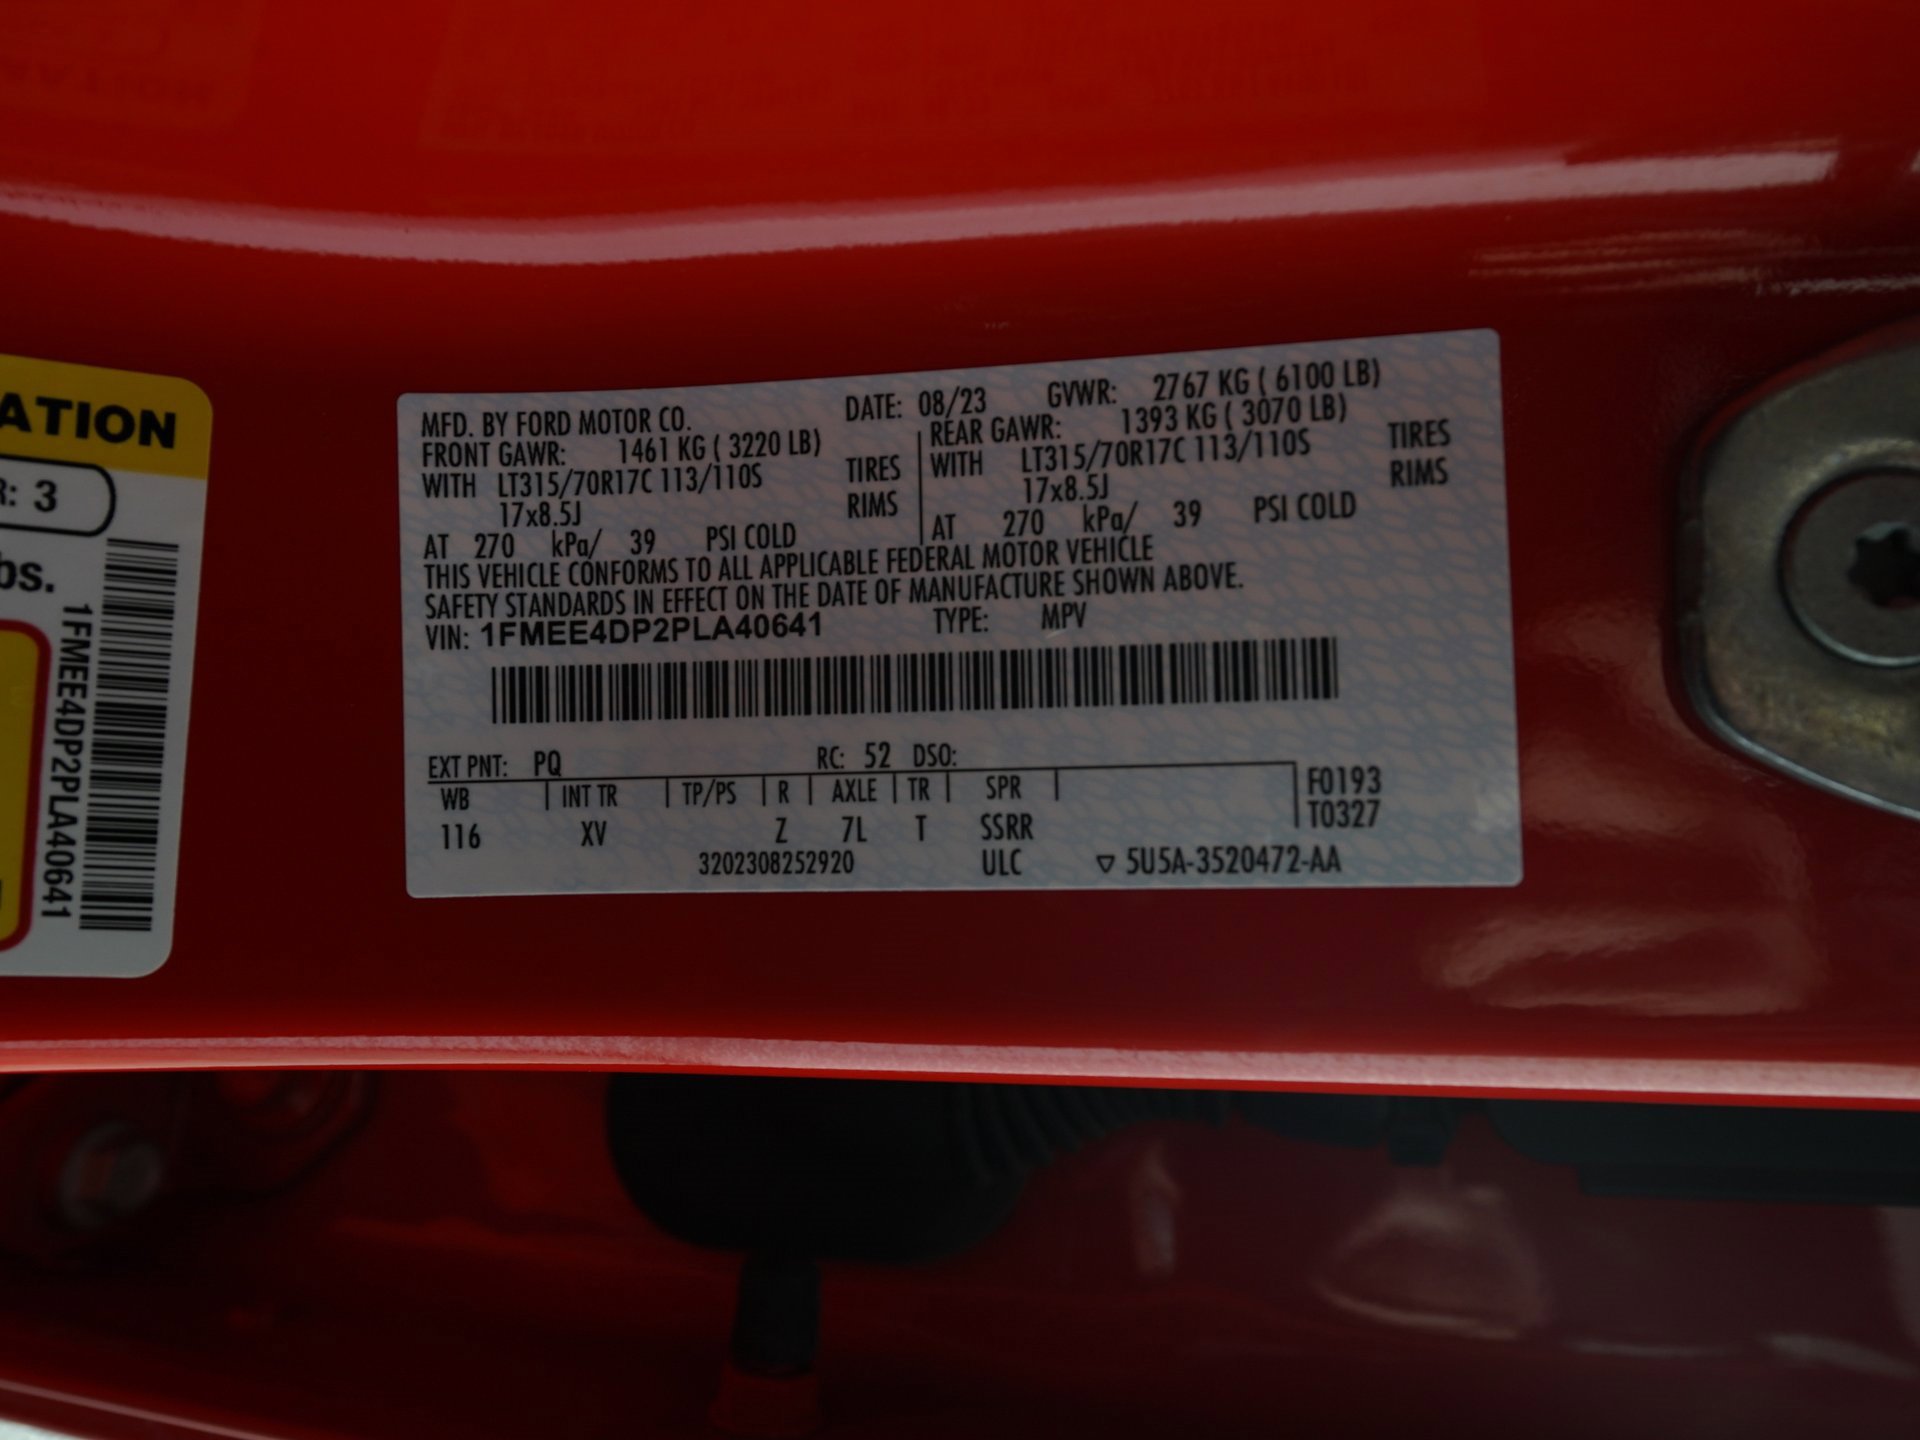 ATION
R: 3
bs.
1FMEE4DP2PLA40641
MFD. BY FORD MOTOR CO. DATE: 08/23 GVWR: 2767 KG ( 6100 LB)
FRONT GAWR: 1461 KG ( 3220 LB) REAR GAWR: 1393 KG ( 3070 LB)
WITH LT315/70R17C 113/110S TIRES WITH LT315/70R17C 113/110S TIRES
17x8.5J RIMS 17x8.5J RIMS
AT 270 kPa/ 39 PSI COLD AT 270 kPa/ 39 PSI COLD
THIS VEHICLE CONFORMS TO ALL APPLICABLE FEDERAL MOTOR VEHICLE
SAFETY STANDARDS IN EFFECT ON THE DATE OF MANUFACTURE SHOWN ABOVE.
VIN: 1FMEE4DP2PLA40641 TYPE: MPV
EXT PNT: PQ RC: 52 DSO:
WB INT TR TP/PS R AXLE TR SPR F0193
116 XV Z 7L T SSRR T0327
3202308252920 ULC ▽ 5U5A-3520472-AA